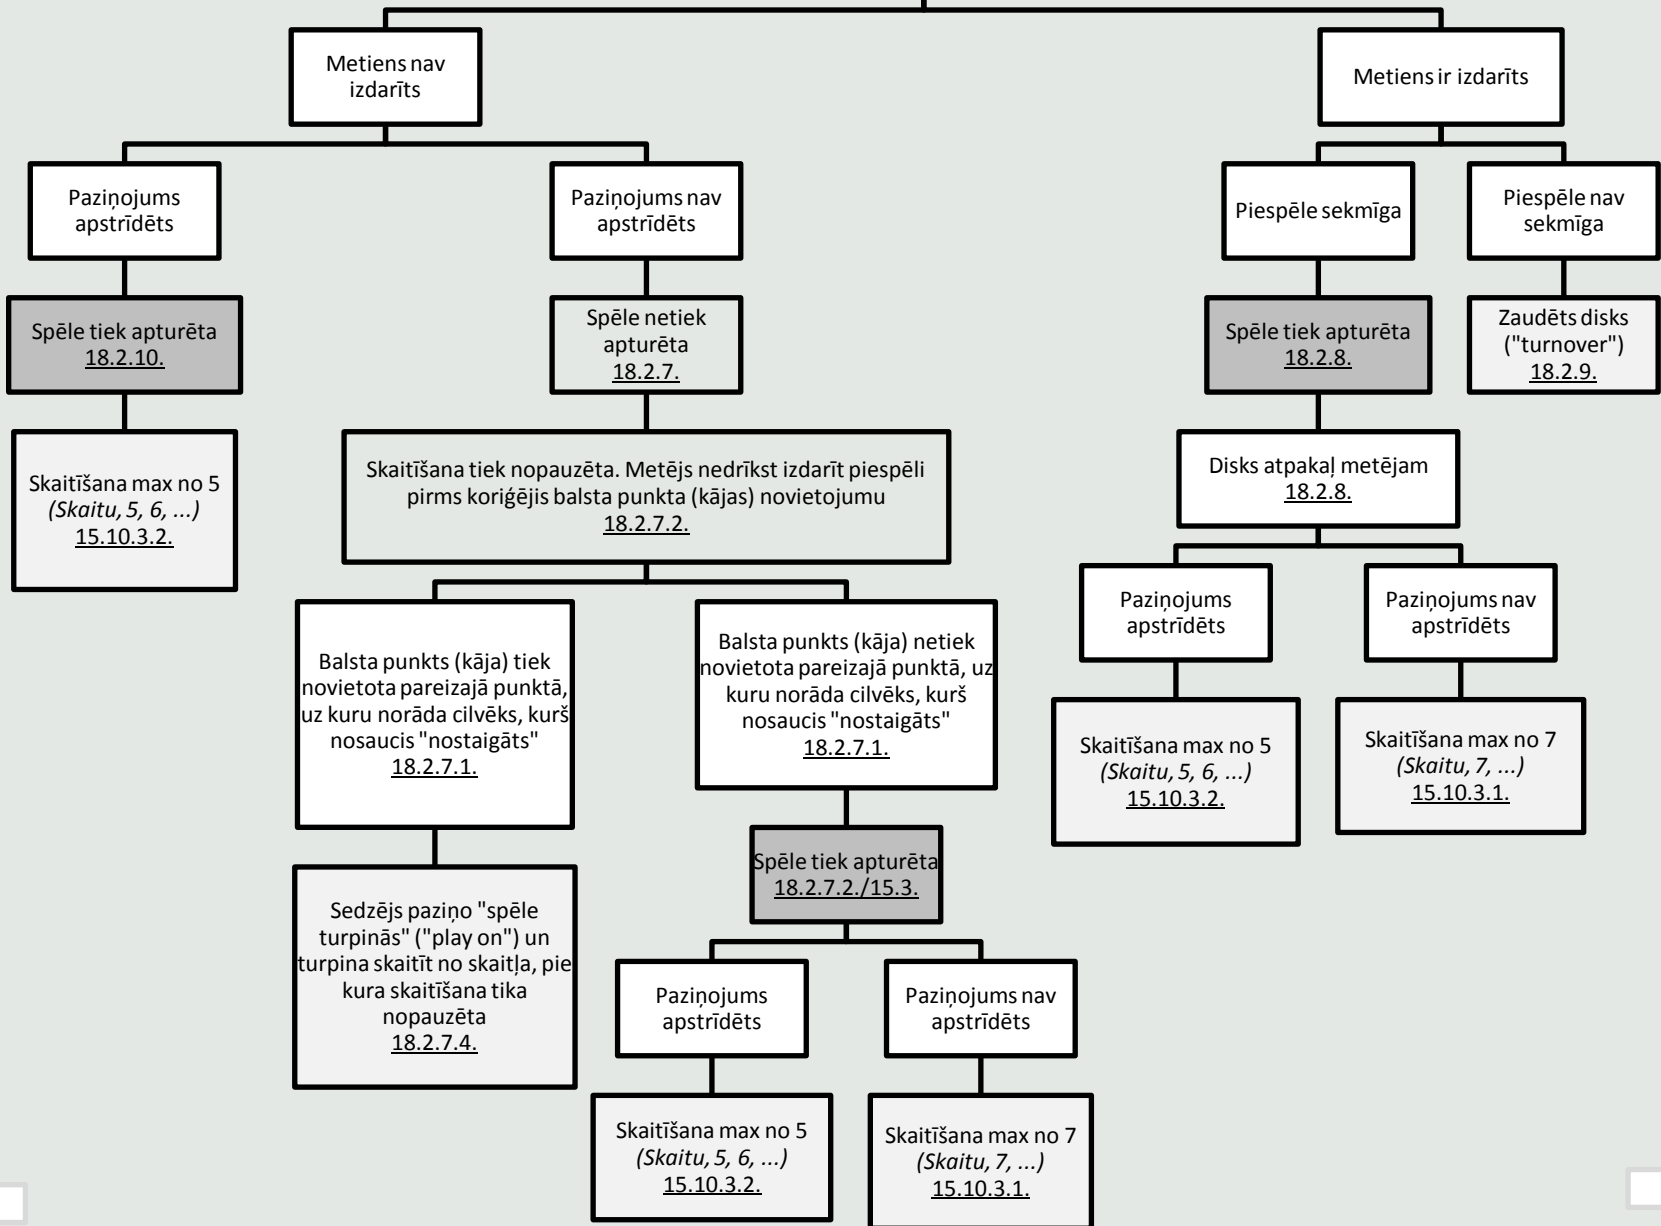 Metiens nav
izdarīts
Metiens ir izdarīts
Paziņojums
apstrīdēts
Paziņojums nav
apstrīdēts
Piespēle sekmīga
Piespēle nav
sekmīga
Spēle tiek apturēta
18.2.10.
Spēle netiek
apturēta
18.2.7.
Spēle tiek apturēta
18.2.8.
Zaudēts disks
("turnover")
18.2.9.
Skaitīšana max no 5
(Skaitu, 5, 6, ...)
15.10.3.2.
Skaitīšana tiek nopauzēta. Metējs nedrīkst izdarīt piespēli
pirms koriģējis balsta punkta (kājas) novietojumu
18.2.7.2.
Disks atpakaļ metējam
18.2.8.
Balsta punkts (kāja) tiek
novietota pareizajā punktā,
uz kuru norāda cilvēks, kurš
nosaucis "nostaigāts"
18.2.7.1.
Balsta punkts (kāja) netiek
novietota pareizajā punktā, uz
kuru norāda cilvēks, kurš
nosaucis "nostaigāts"
18.2.7.1.
Paziņojums
apstrīdēts
Paziņojums nav
apstrīdēts
Skaitīšana max no 5
(Skaitu, 5, 6, ...)
15.10.3.2.
Skaitīšana max no 7
(Skaitu, 7, ...)
15.10.3.1.
Sedzējs paziņo "spēle
turpinās" ("play on") un
turpina skaitīt no skaitļa, pie
kura skaitīšana tika
nopauzēta
18.2.7.4.
Spēle tiek apturēta
18.2.7.2./15.3.
Paziņojums
apstrīdēts
Paziņojums nav
apstrīdēts
Skaitīšana max no 5
(Skaitu, 5, 6, ...)
15.10.3.2.
Skaitīšana max no 7
(Skaitu, 7, ...)
15.10.3.1.